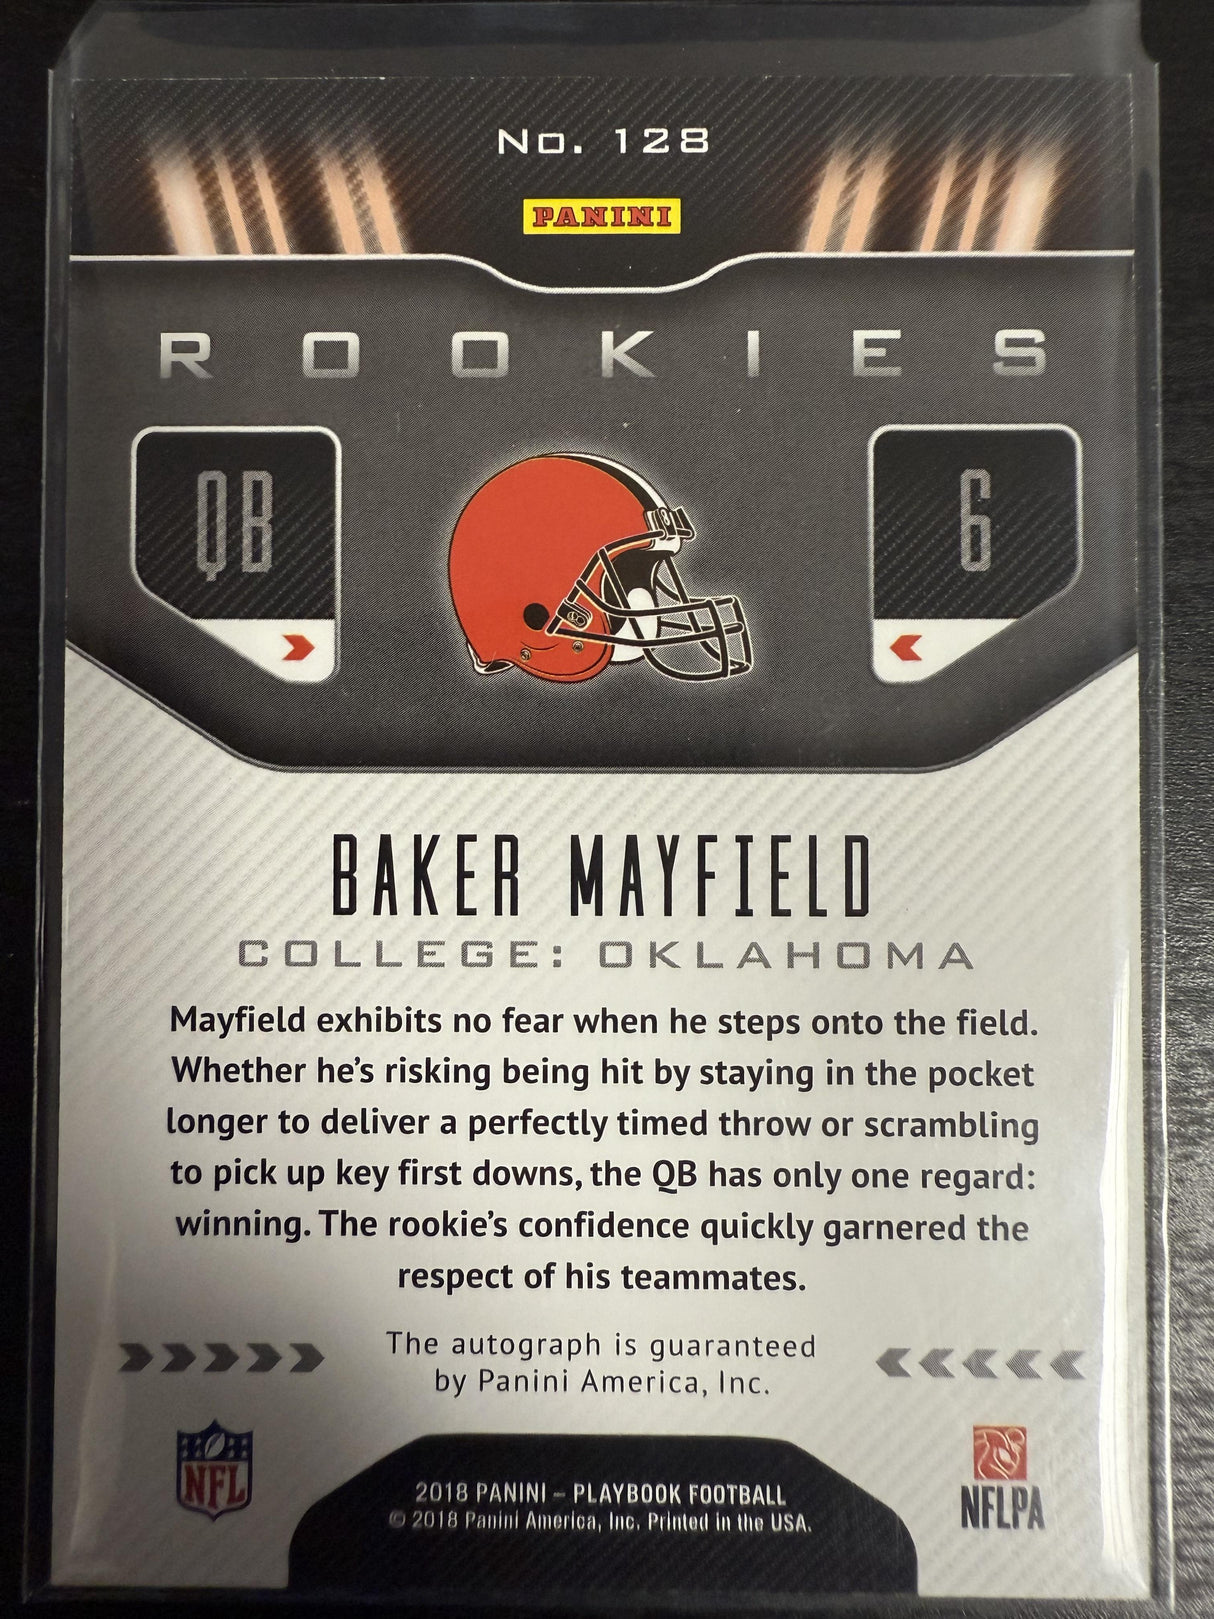 No. 128
PANINI
ROOKIES
QB
6
BAKER MAYFIELD
COLLEGE: OKLAHOMA
Mayfield exhibits no fear when he steps onto the field.
Whether he's risking being hit by staying in the pocket
longer to deliver a perfectly timed throw or scrambling
to pick up key first downs, the QB has only one regard:
winning. The rookie's confidence quickly garnered the
respect of his teammates.
The autograph is guaranteed
by Panini America, Inc.
NFL
NFLPA
2018 PANINI – PLAYBOOK FOOTBALL
© 2018 Panini America, Inc. Printed in the USA.